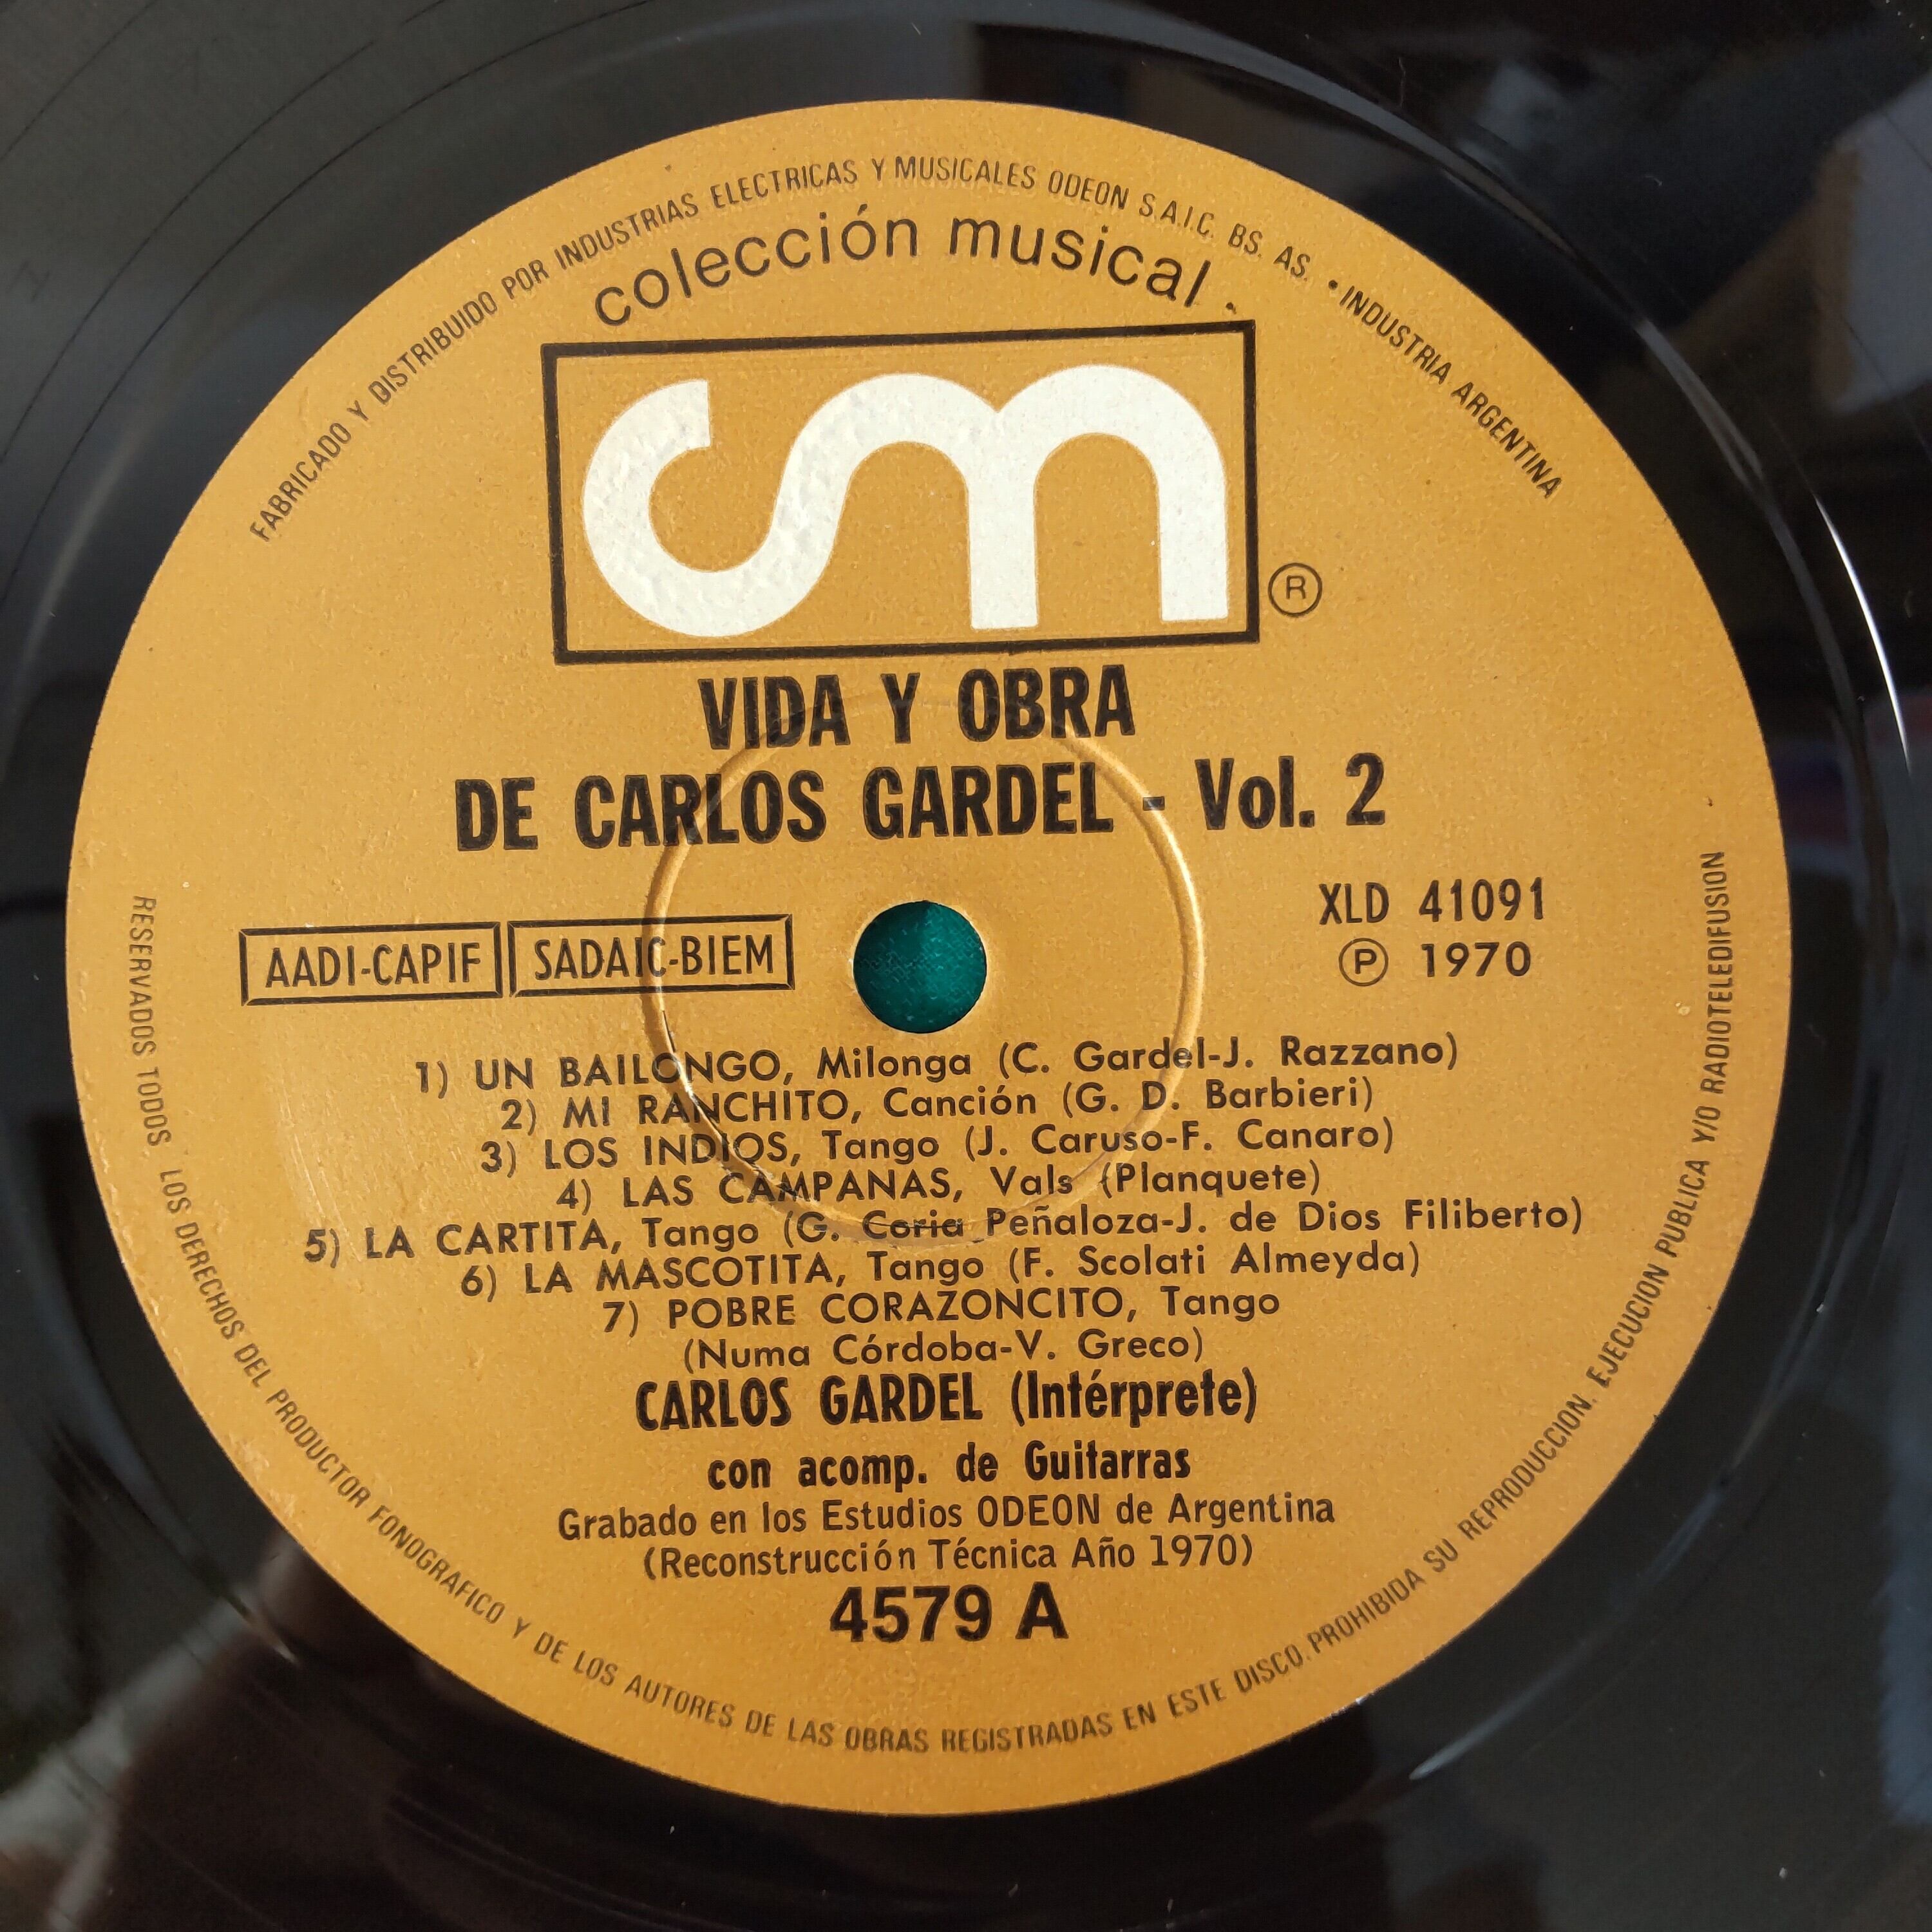 FABRICADO Y DISTRIBUIDO POR INDUSTRIAS ELECTRICAS Y MUSICALES ODEON S.A.I.C. BS. AS. • INDUSTRIA ARGENTINA
colección musical
cm
®
VIDA Y OBRA
DE CARLOS GARDEL - Vol. 2
AADI-CAPIF SADAIC-BIEM
XLD 41091
℗ 1970
1) UN BAILONGO, Milonga (C. Gardel-J. Razzano)
2) MI RANCHITO, Canción (G. D. Barbieri)
3) LOS INDIOS, Tango (J. Caruso-F. Canaro)
4) LAS CAMPANAS, Vals (Planquete)
5) LA CARTITA, Tango (G. Coria Peñaloza-J. de Dios Filiberto)
6) LA MASCOTITA, Tango (F. Scolati Almeyda)
7) POBRE CORAZONCITO, Tango
(Numa Córdoba-V. Greco)
CARLOS GARDEL (Intérprete)
con acomp. de Guitarras
Grabado en los Estudios ODEON de Argentina
(Reconstrucción Técnica Año 1970)
4579 A
RESERVADOS TODOS LOS DERECHOS DEL PRODUCTOR FONOGRAFICO Y DE LOS AUTORES DE LAS OBRAS REGISTRADAS EN ESTE DISCO. PROHIBIDA SU REPRODUCCION, EJECUCION PUBLICA Y/O RADIOTELEDIFUSION